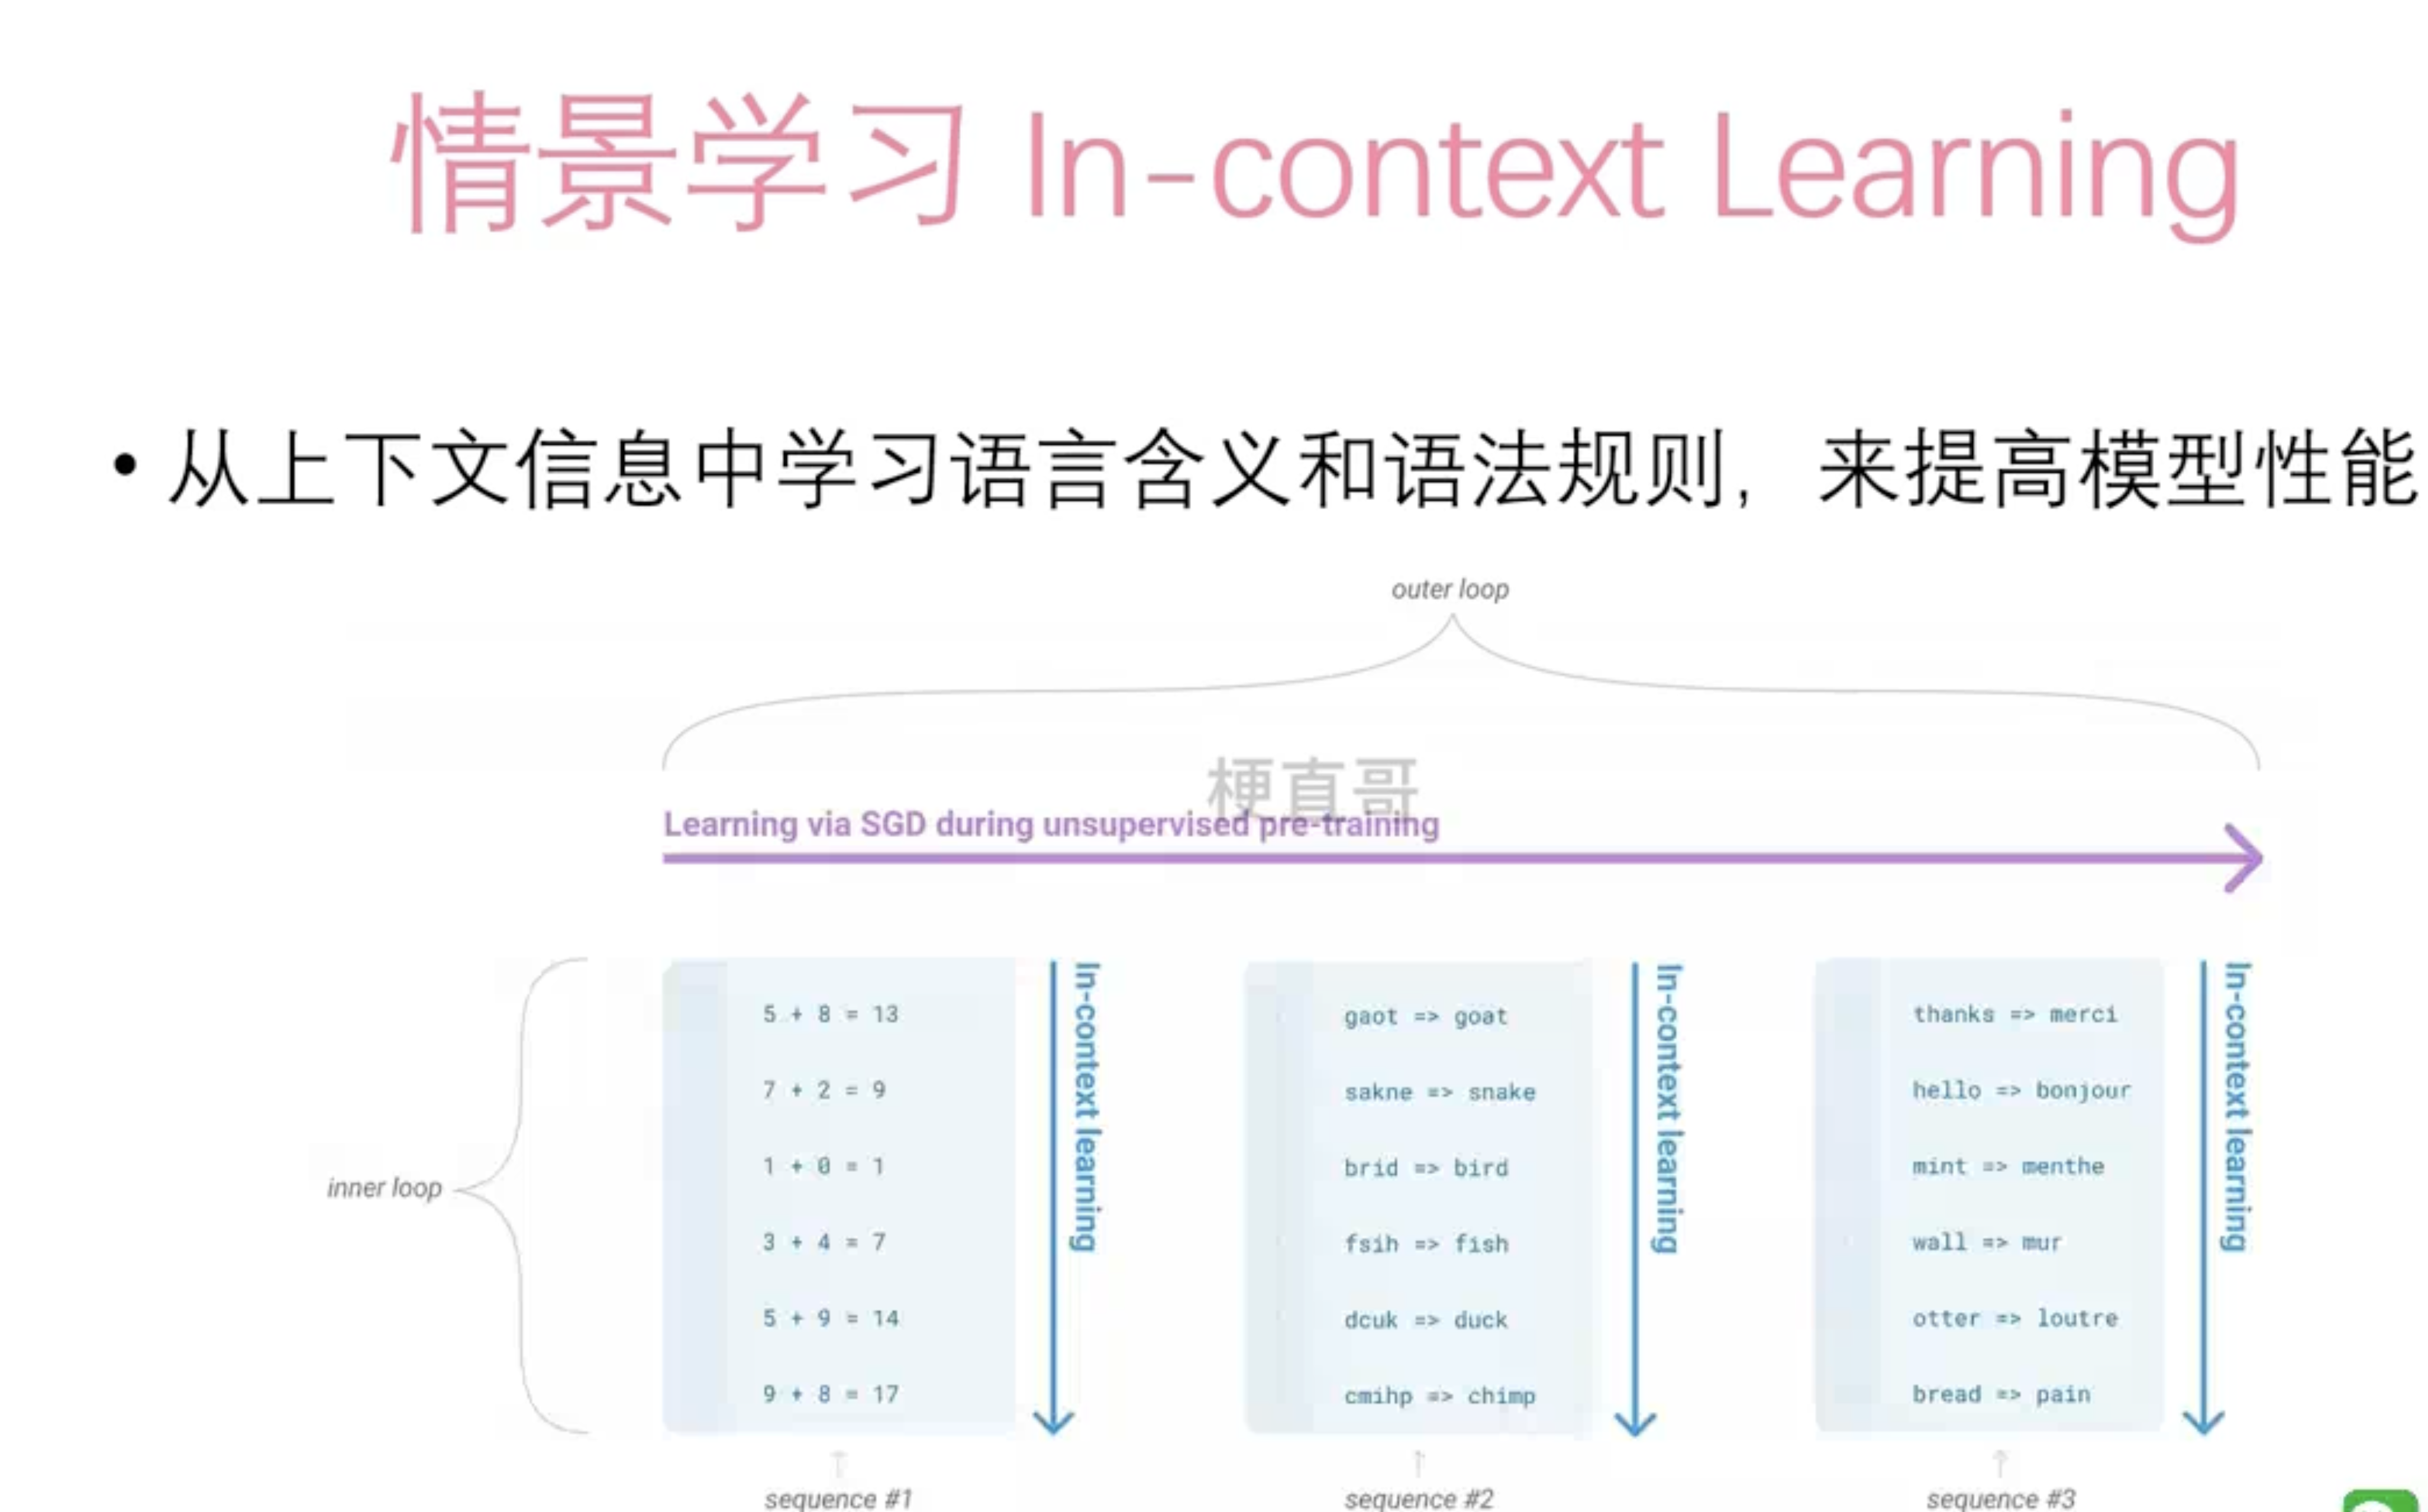 情景学习 In-context Learning
• 从上下文信息中学习语言含义和语法规则，来提高模型性能
outer loop
梗直哥
Learning via SGD during unsupervised pre-training
inner loop
5 + 8 = 13
7 + 2 = 9
1 + 0 = 1
3 + 4 = 7
5 + 9 = 14
9 + 8 = 17
In-context learning
sequence #1
gaot => goat
sakne => snake
brid => bird
fsih => fish
dcuk => duck
cmihp => chimp
In-context learning
sequence #2
thanks => merci
hello => bonjour
mint => menthe
wall => mur
otter => loutre
bread => pain
In-context learning
sequence #3